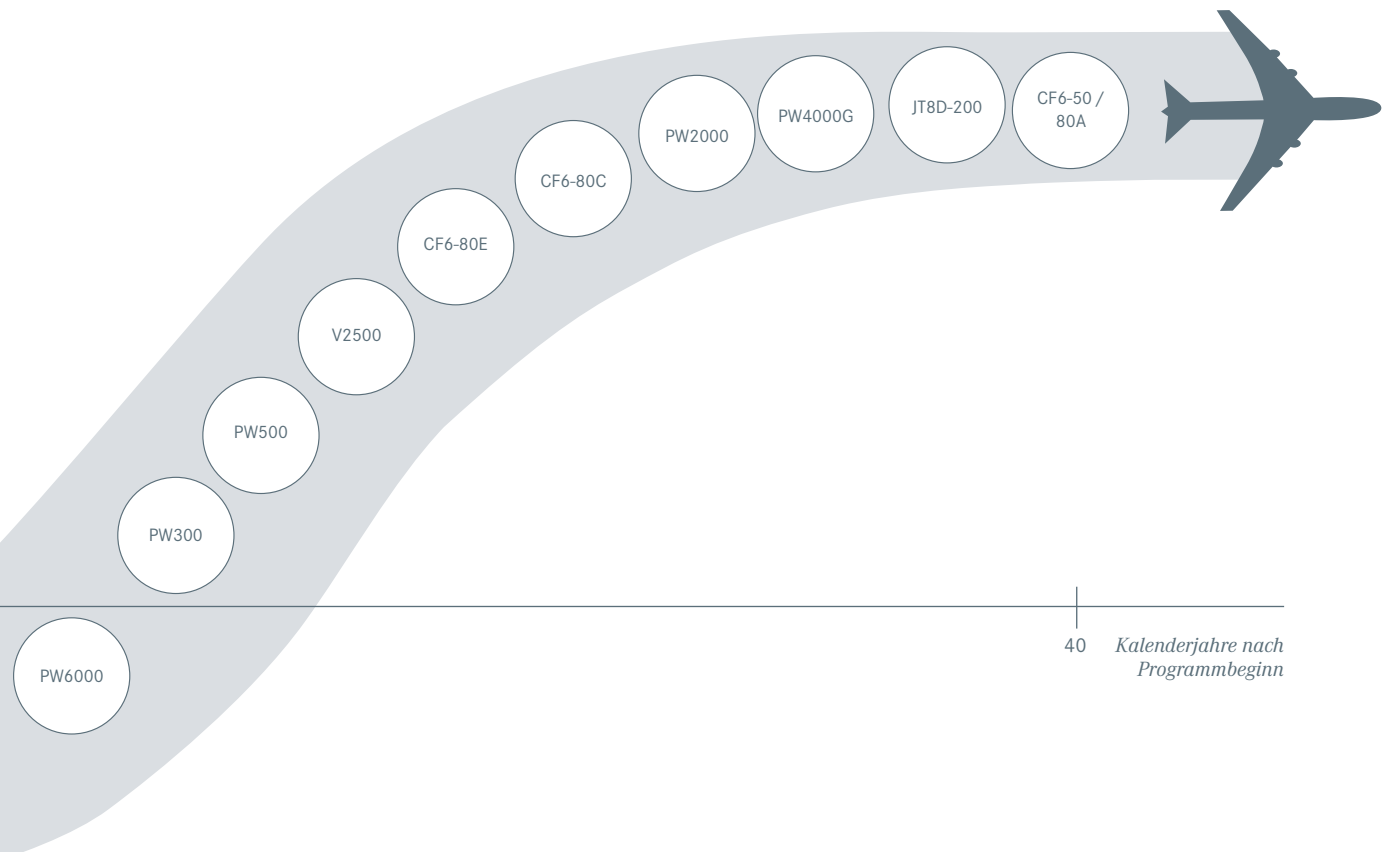 CF6-50 /
80A
JT8D-200
PW4000G
PW2000
CF6-80C
CF6-80E
V2500
PW500
PW300
PW6000
40
Kalenderjahre nach
Programmbeginn